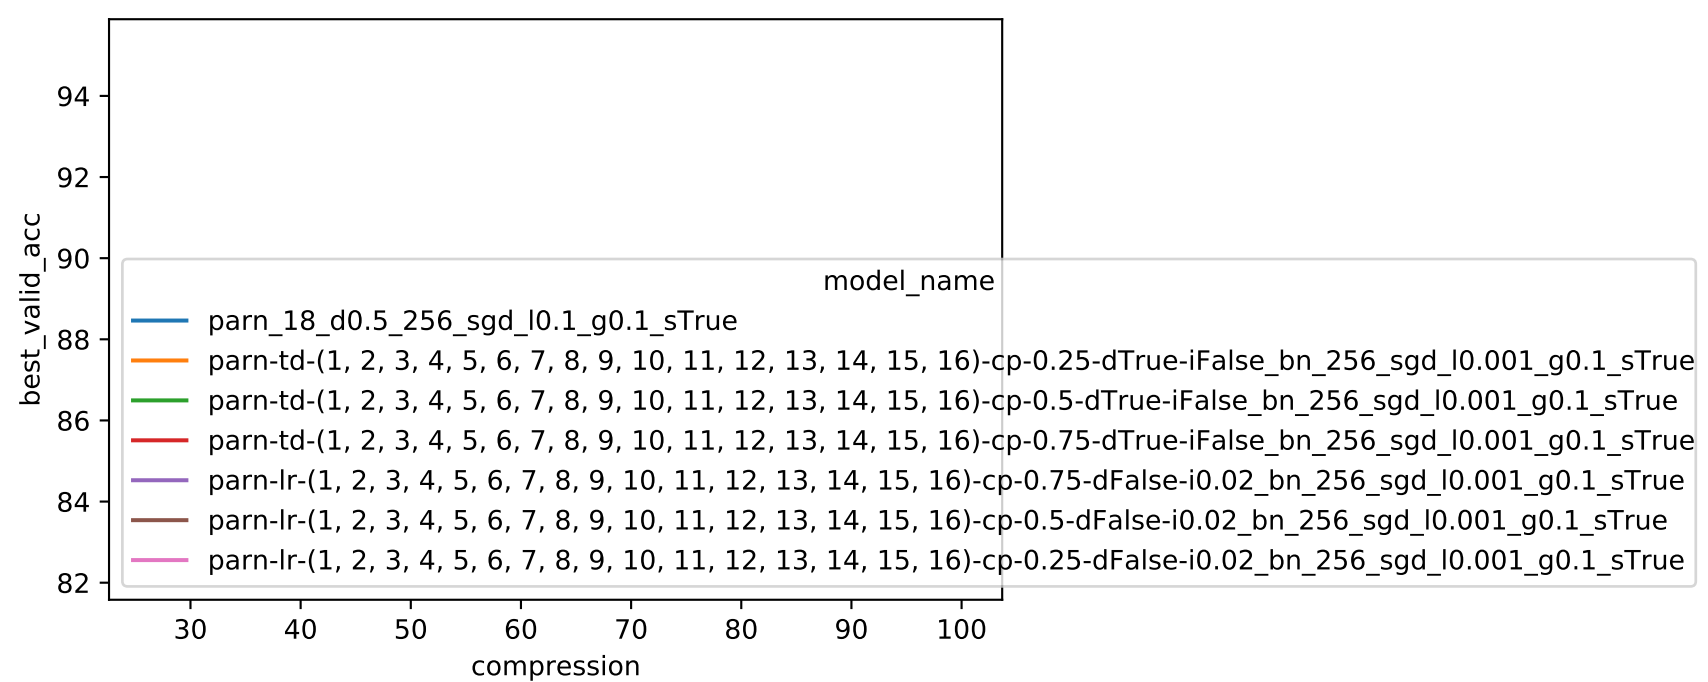 best_valid_acc
94
92
90
88
86
84
82
model_name
parn_18_d0.5_256_sgd_l0.1_g0.1_sTrue
parn-td-(1, 2, 3, 4, 5, 6, 7, 8, 9, 10, 11, 12, 13, 14, 15, 16)-cp-0.25-dTrue-iFalse_bn_256_sgd_l0.001_g0.1_sTrue
parn-td-(1, 2, 3, 4, 5, 6, 7, 8, 9, 10, 11, 12, 13, 14, 15, 16)-cp-0.5-dTrue-iFalse_bn_256_sgd_l0.001_g0.1_sTrue
parn-td-(1, 2, 3, 4, 5, 6, 7, 8, 9, 10, 11, 12, 13, 14, 15, 16)-cp-0.75-dTrue-iFalse_bn_256_sgd_l0.001_g0.1_sTrue
parn-lr-(1, 2, 3, 4, 5, 6, 7, 8, 9, 10, 11, 12, 13, 14, 15, 16)-cp-0.75-dFalse-i0.02_bn_256_sgd_l0.001_g0.1_sTrue
parn-lr-(1, 2, 3, 4, 5, 6, 7, 8, 9, 10, 11, 12, 13, 14, 15, 16)-cp-0.5-dFalse-i0.02_bn_256_sgd_l0.001_g0.1_sTrue
parn-lr-(1, 2, 3, 4, 5, 6, 7, 8, 9, 10, 11, 12, 13, 14, 15, 16)-cp-0.25-dFalse-i0.02_bn_256_sgd_l0.001_g0.1_sTrue
30 40 50 60 70 80 90 100
compression